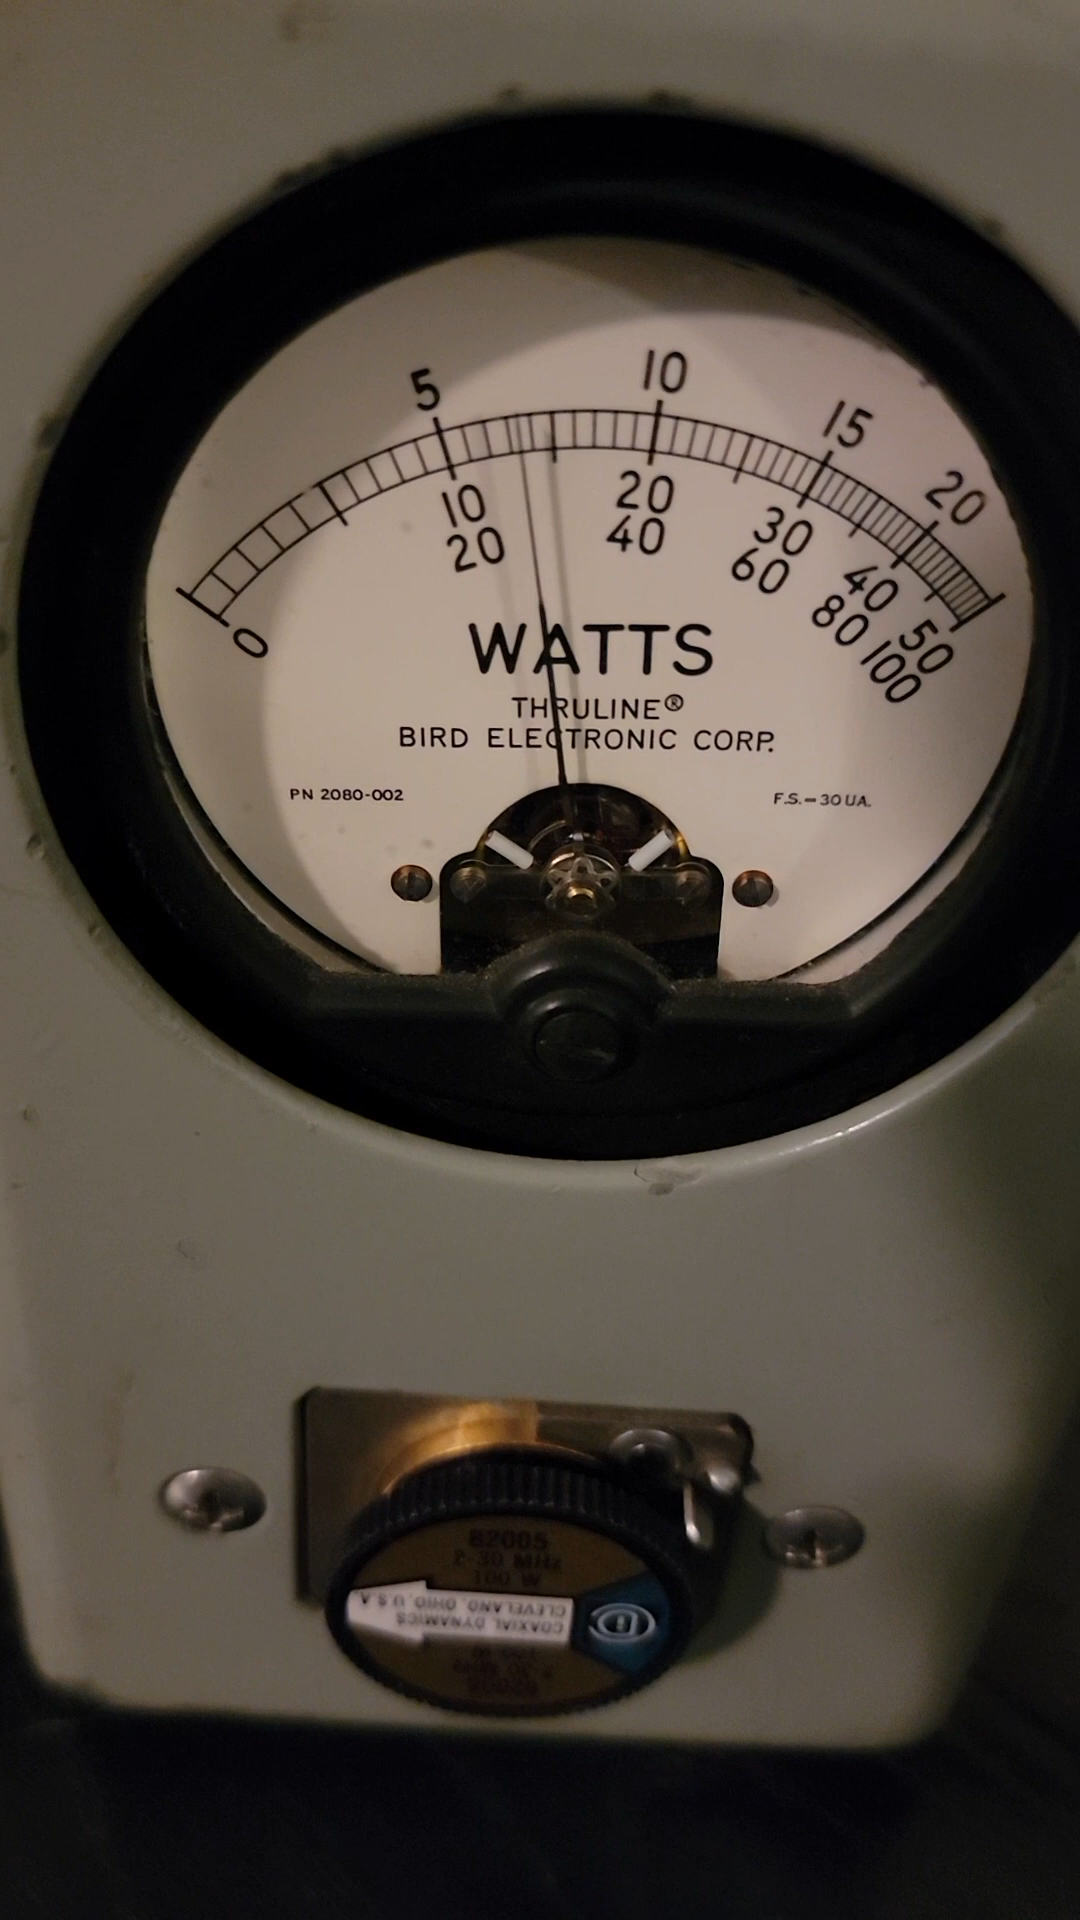 5 10 15 20
0 10 20 30 40 50
20 40 60 80 100
WATTS
THRULINE®
BIRD ELECTRONIC CORP.
PN 2080-002
F.S.-30 UA.
82005
2-30 MHz
100 W
COAXIAL DYNAMICS
CLEVELAND, OHIO, U.S.A.